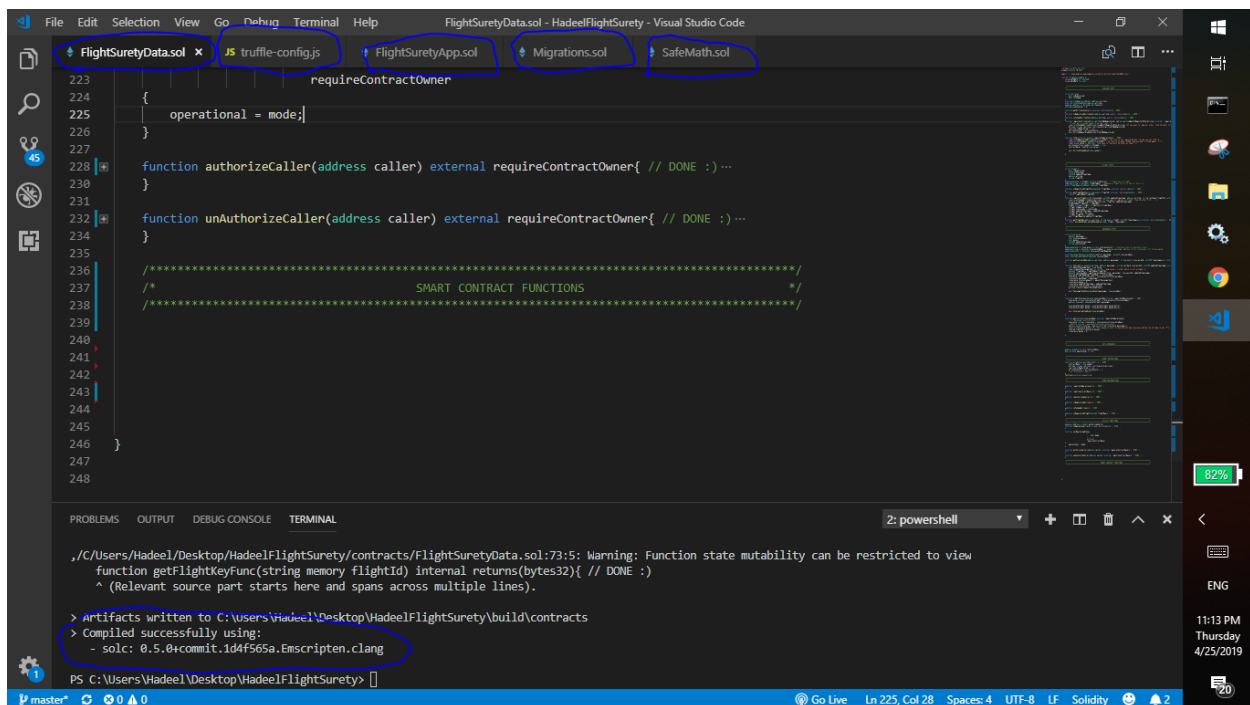 File Edit Selection View Go Debug Terminal Help FlightSuretyData.sol - HadeelFlightSurety - Visual Studio Code
FlightSuretyData.sol × JS truffle-config.js FlightSuretyApp.sol Migrations.sol SafeMath.sol
223 requireContractOwner
224 {
225 operational = mode;
226 }
227
228 function authorizeCaller(address caller) external requireContractOwner{ // DONE :) ···
230 }
231
232 function unAuthorizeCaller(address caller) external requireContractOwner{ // DONE :) ···
234 }
235
236 /********************************************************************************************/
237 /* SMART CONTRACT FUNCTIONS */
238 /********************************************************************************************/
239
240
241
242
243
244
245
246 }
247
248
45
PROBLEMS OUTPUT DEBUG CONSOLE TERMINAL 2: powershell
,/C/Users/Hadeel/Desktop/HadeelFlightSurety/contracts/FlightSuretyData.sol:73:5: Warning: Function state mutability can be restricted to view
function getFlightKeyFunc(string memory flightId) internal returns(bytes32){ // DONE :)
^ (Relevant source part starts here and spans across multiple lines).
> Artifacts written to C:\Users\Hadeel\Desktop\HadeelFlightSurety\build\contracts
> Compiled successfully using:
- solc: 0.5.0+commit.1d4f565a.Emscripten.clang
PS C:\Users\Hadeel\Desktop\HadeelFlightSurety>
1
master* 0 0 Go Live Ln 225, Col 28 Spaces: 4 UTF-8 LF Solidity 2
82%
ENG
11:13 PM
Thursday
4/25/2019
20